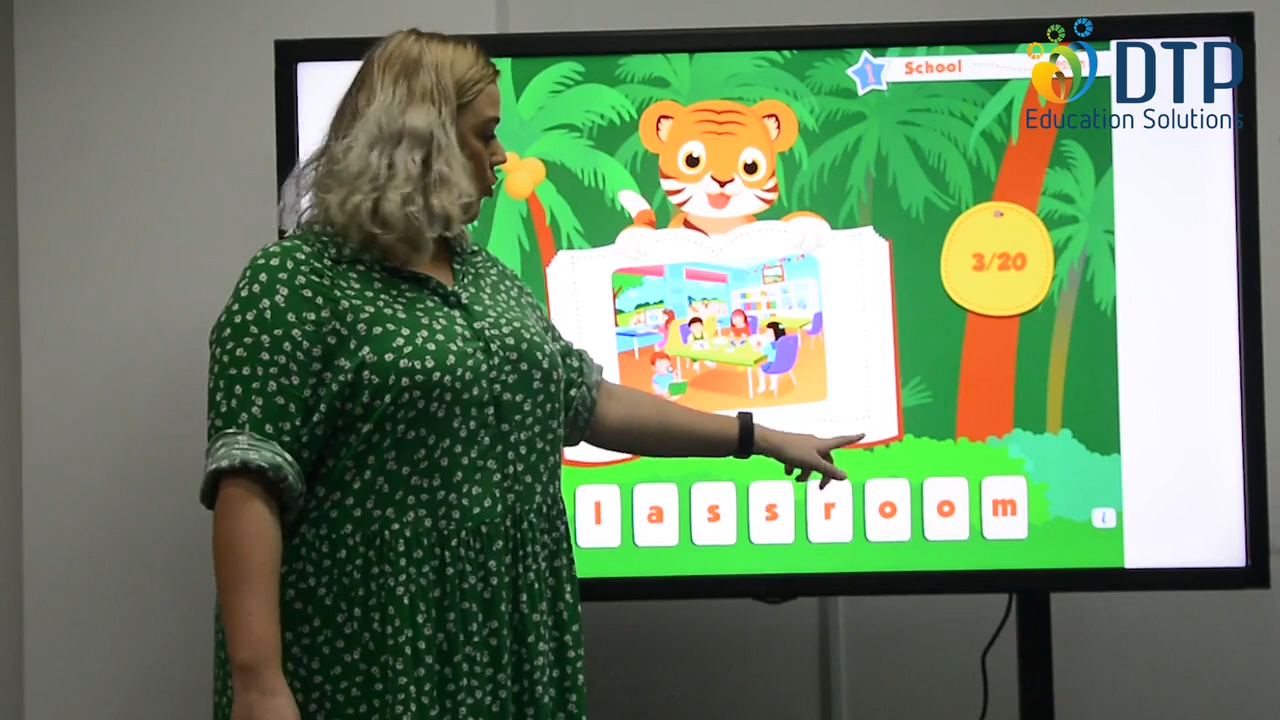 DTP
Education Solutions
1 School
3/20
l a s s r o o m
i